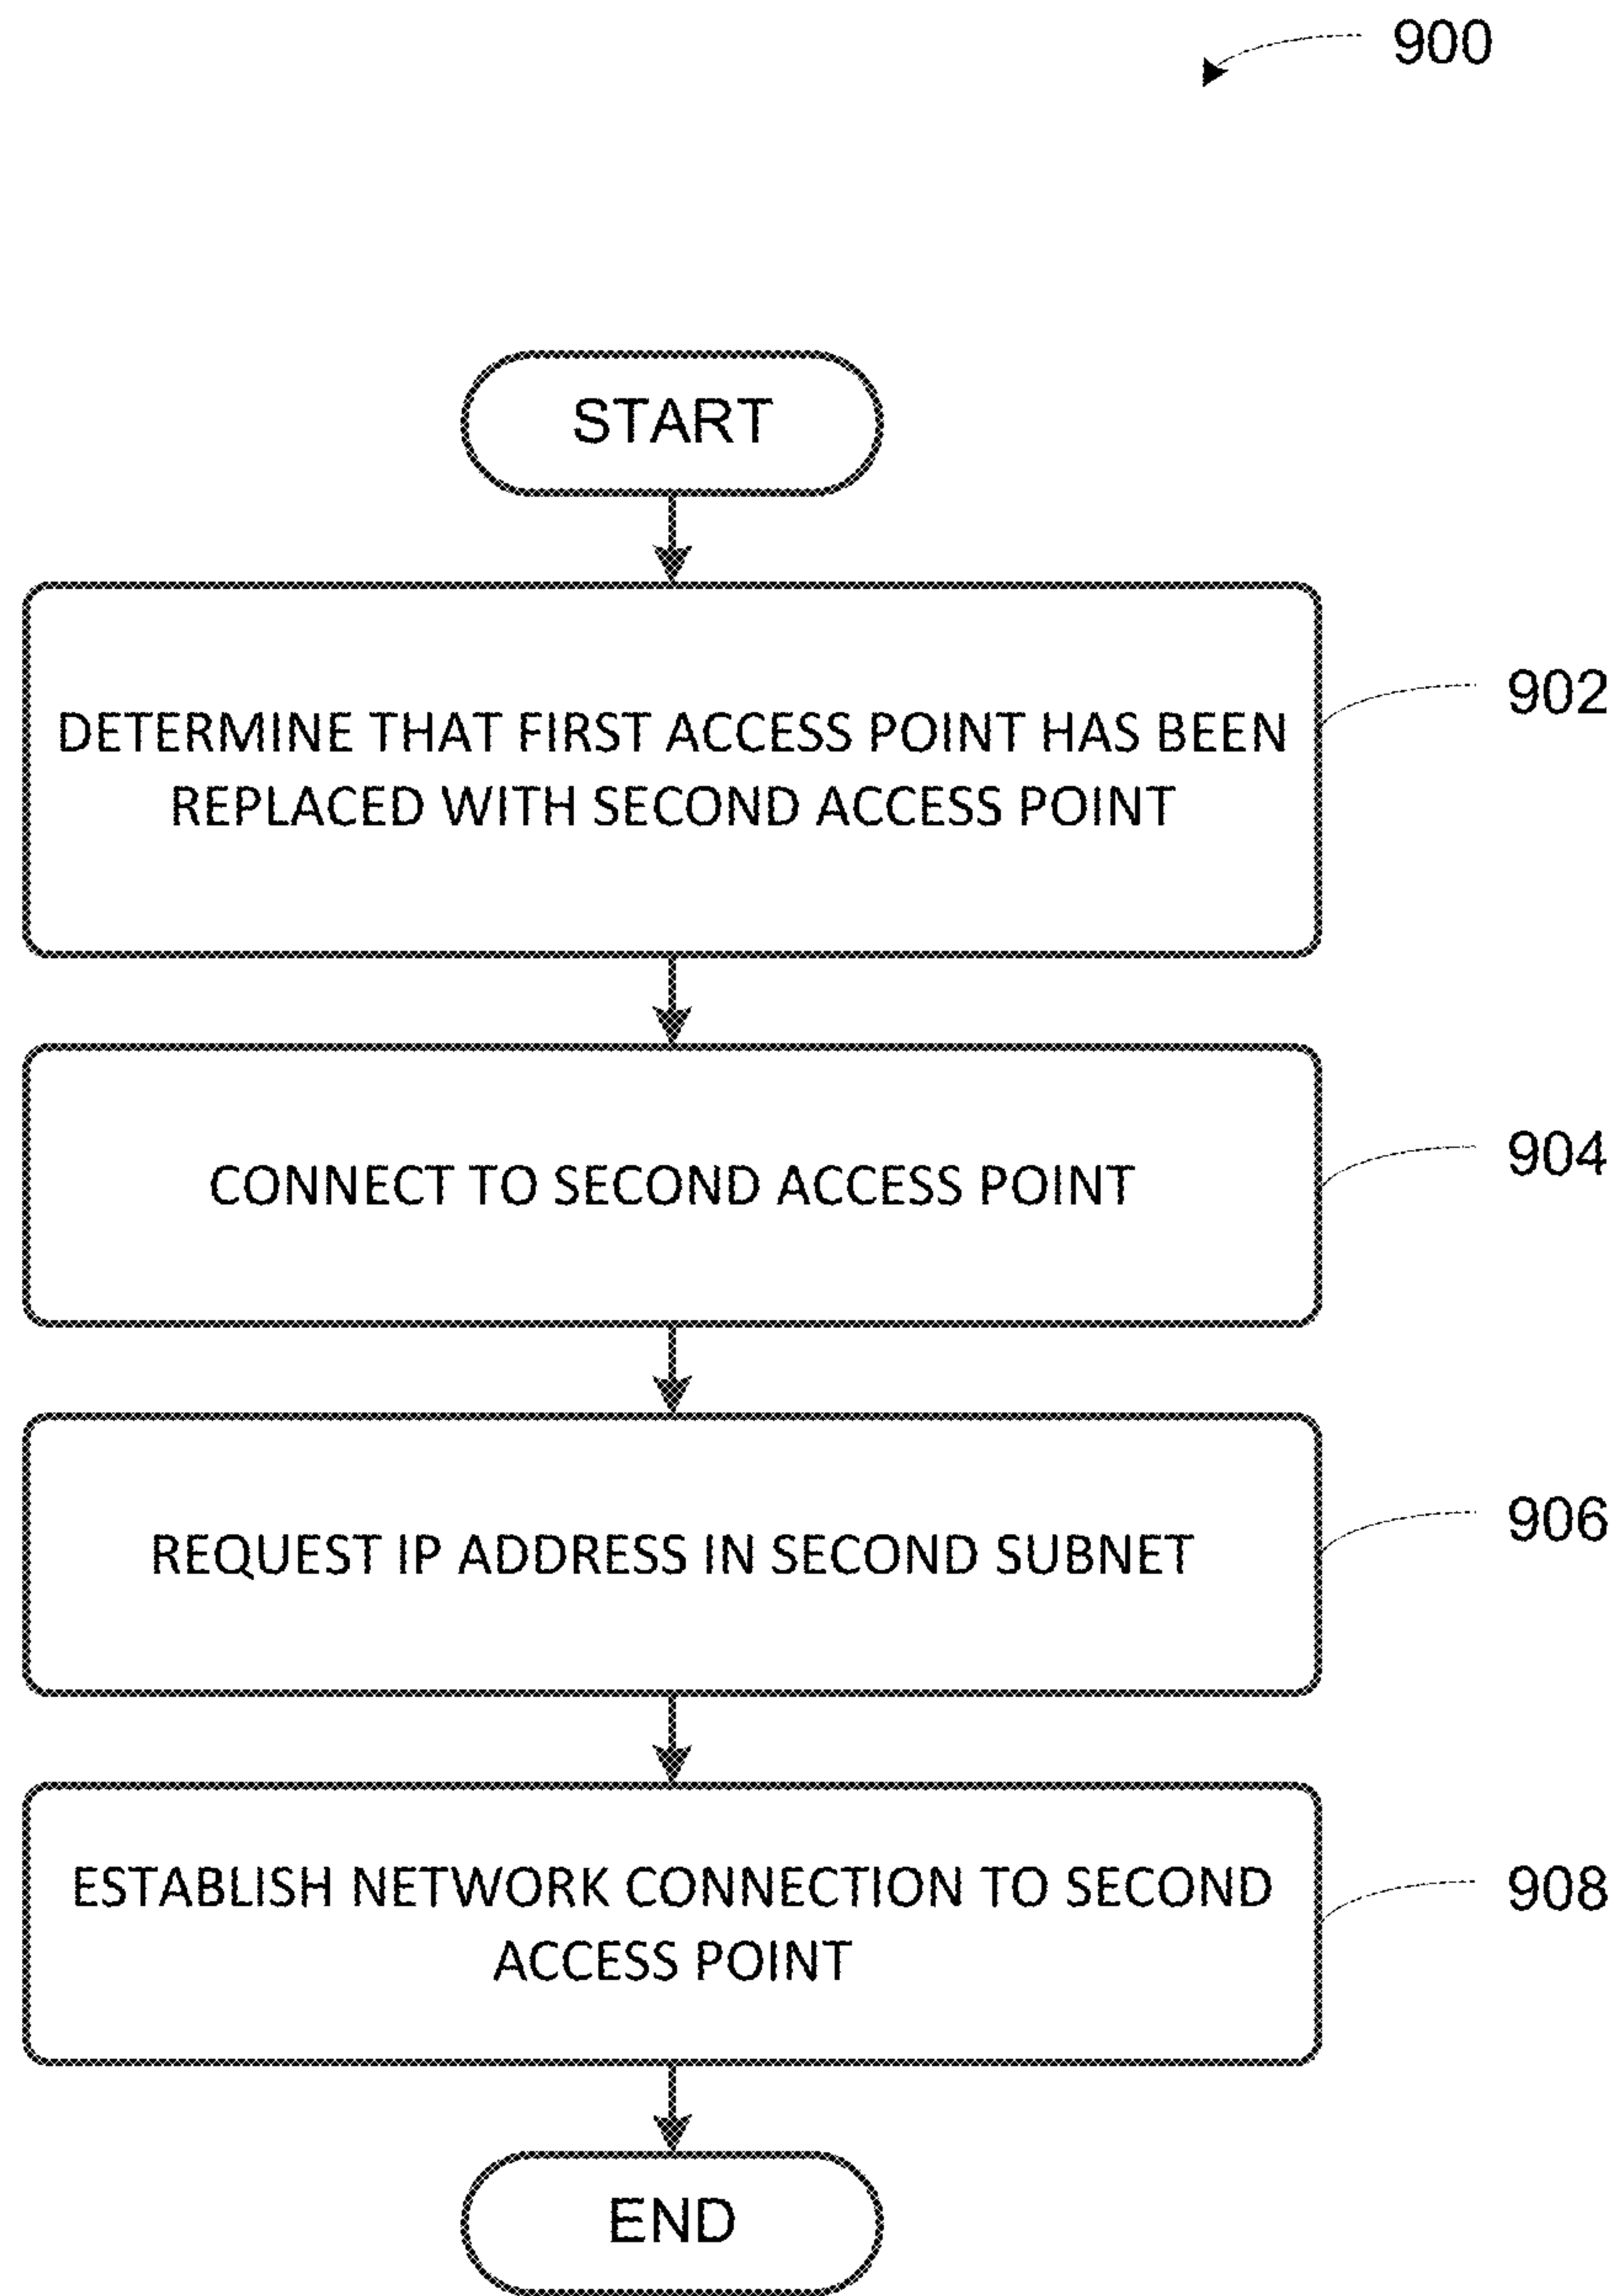 900
START
DETERMINE THAT FIRST ACCESS POINT HAS BEEN
REPLACED WITH SECOND ACCESS POINT
902
CONNECT TO SECOND ACCESS POINT
904
REQUEST IP ADDRESS IN SECOND SUBNET
906
ESTABLISH NETWORK CONNECTION TO SECOND
ACCESS POINT
908
END